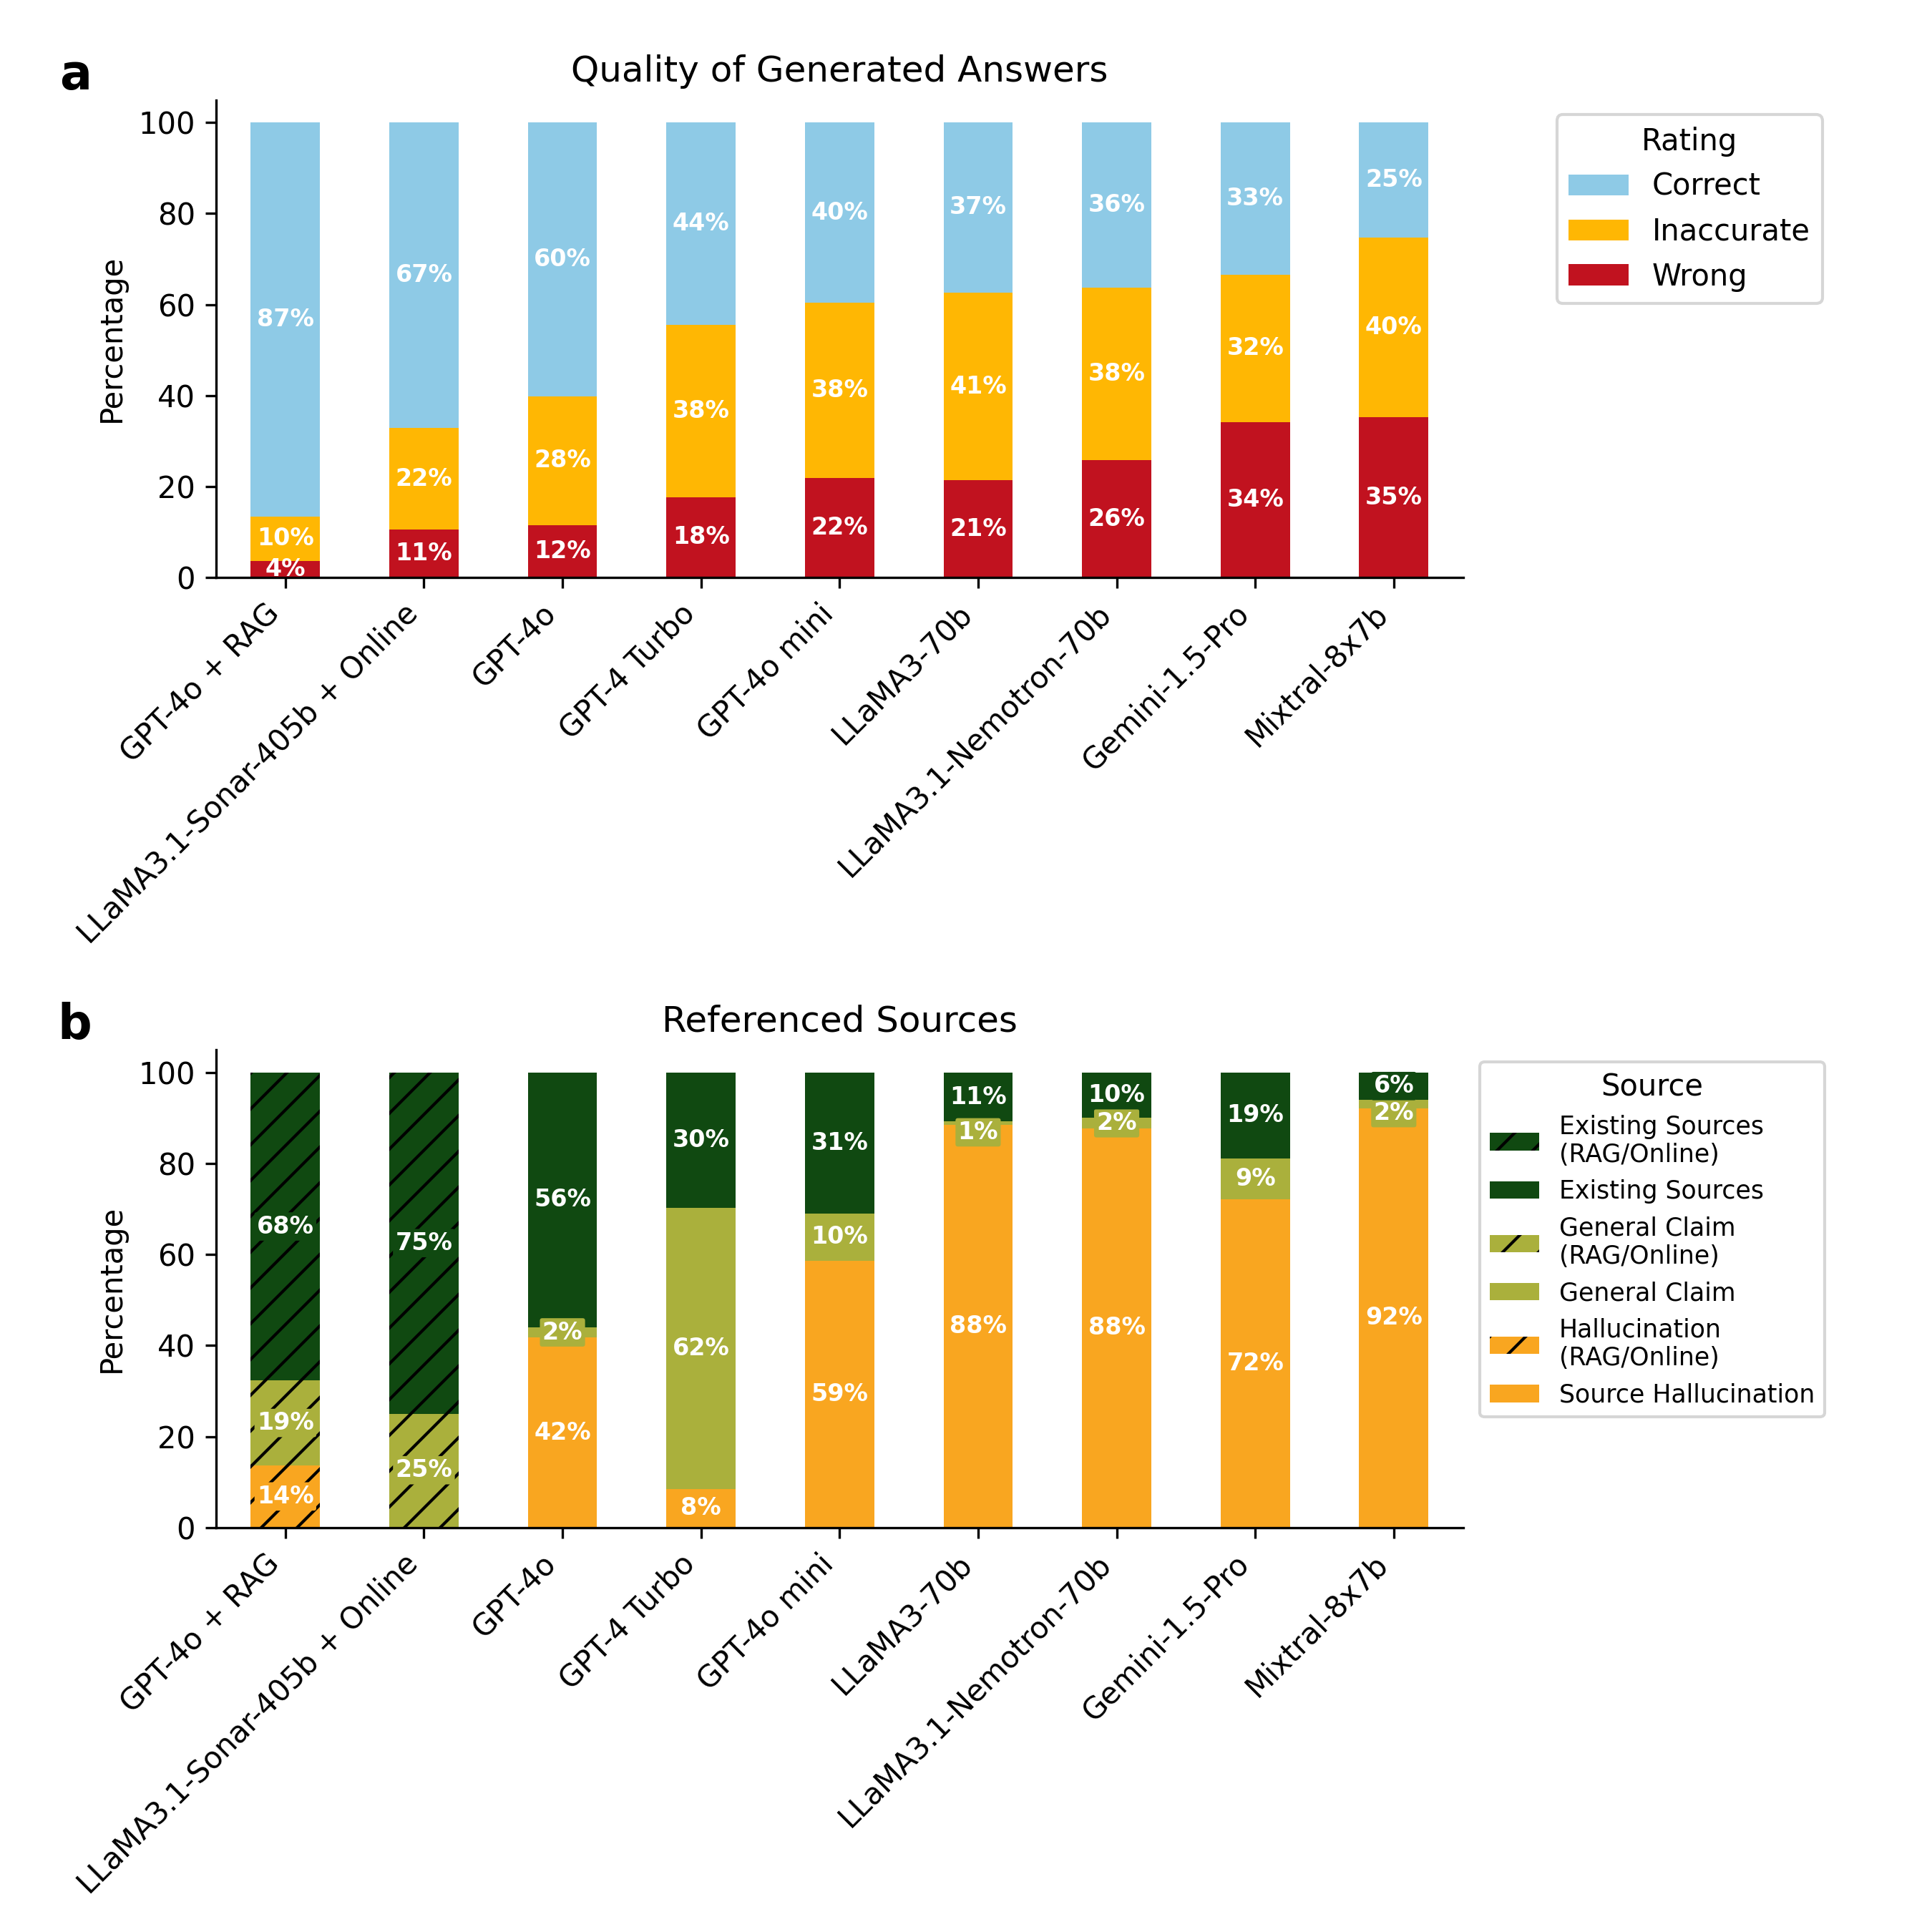 a
Quality of Generated Answers
Percentage
100
80
60
40
20
0
87%
10%
4%
67%
22%
11%
60%
28%
12%
44%
38%
18%
40%
38%
22%
37%
41%
21%
36%
38%
26%
33%
32%
34%
25%
40%
35%
GPT-4o + RAG
LLaMA3.1-Sonar-405b + Online
GPT-4o
GPT-4 Turbo
GPT-4o mini
LLaMA3-70b
LLaMA3.1-Nemotron-70b
Gemini-1.5-Pro
Mixtral-8x7b
Rating
Correct
Inaccurate
Wrong
b
Referenced Sources
Percentage
100
80
60
40
20
0
68%
19%
14%
75%
25%
56%
2%
42%
30%
62%
8%
31%
10%
59%
11%
1%
88%
10%
2%
88%
19%
9%
72%
6%
2%
92%
GPT-4o + RAG
LLaMA3.1-Sonar-405b + Online
GPT-4o
GPT-4 Turbo
GPT-4o mini
LLaMA3-70b
LLaMA3.1-Nemotron-70b
Gemini-1.5-Pro
Mixtral-8x7b
Source
Existing Sources
(RAG/Online)
Existing Sources
General Claim
(RAG/Online)
General Claim
Hallucination
(RAG/Online)
Source Hallucination